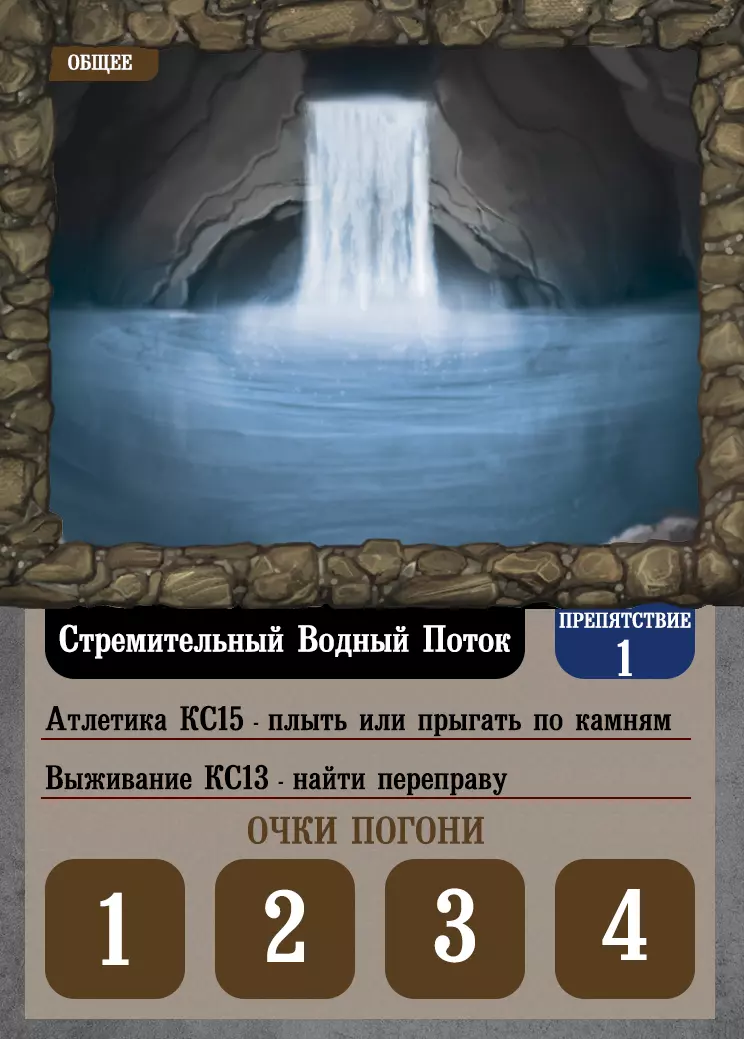 ОБЩЕЕ
Стремительный Водный Поток
ПРЕПЯТСТВИЕ
1
Атлетика КС15 - плыть или прыгать по камням
Выживание КС13 - найти переправу
ОЧКИ ПОГОНИ
1 2 3 4